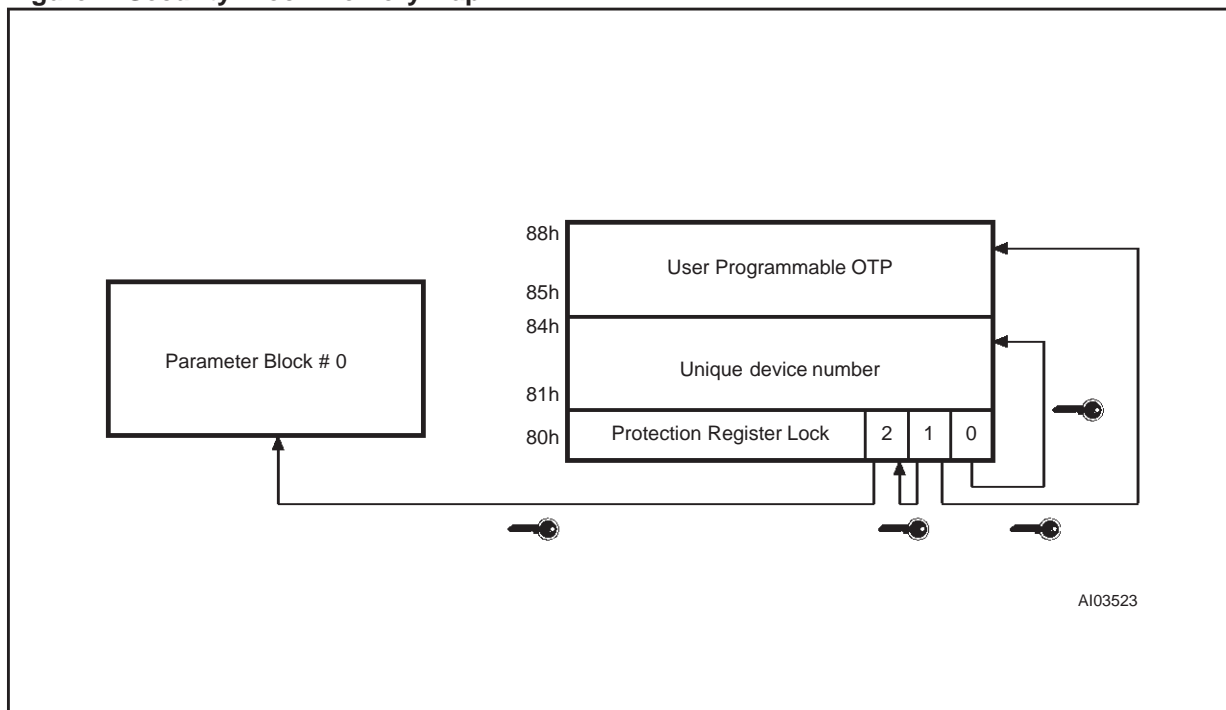 88h
User Programmable OTP
85h
84h
Parameter Block # 0
Unique device number
81h
80h
Protection Register Lock
2
1
0
AI03523